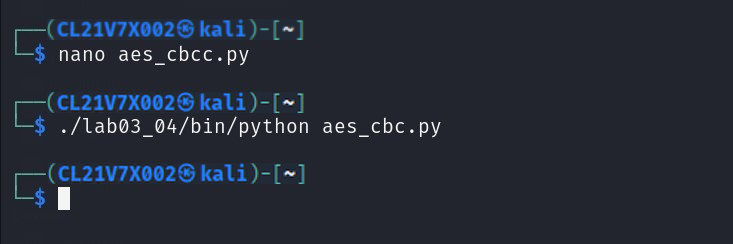 ┌──(CL21V7X002㉿kali)-[~]
└─$ nano aes_cbcc.py
┌──(CL21V7X002㉿kali)-[~]
└─$ ./lab03_04/bin/python aes_cbc.py
┌──(CL21V7X002㉿kali)-[~]
└─$